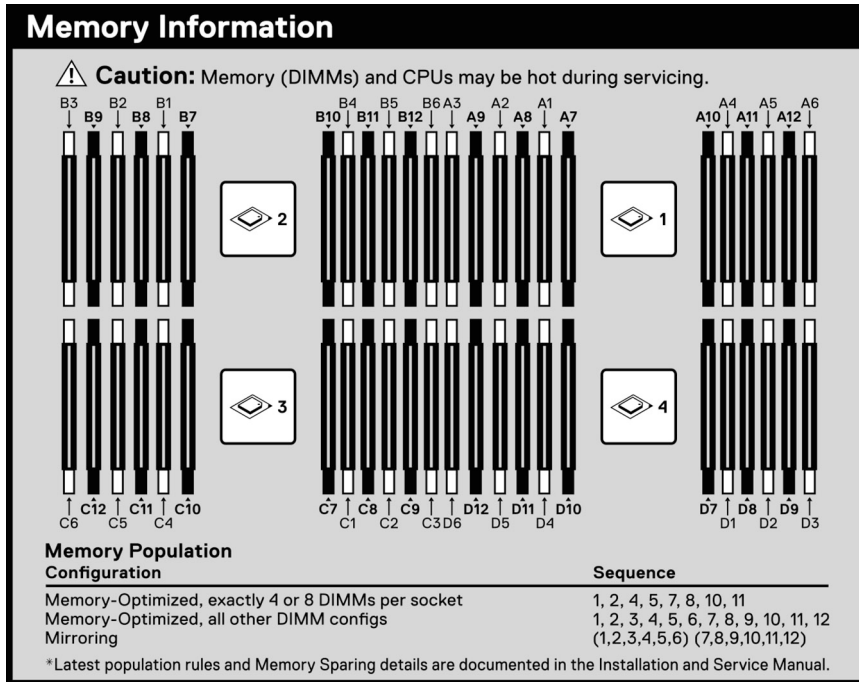 Memory Information
Caution: Memory (DIMMs) and CPUs may be hot during servicing.
B3 B2 B1 B4 B5 B6 A3 A2 A1 A4 A5 A6
B9 B8 B7 B10 B11 B12 A9 A8 A7 A10 A11 A12
2 1
3 4
C12 C11 C10 C7 C8 C9 D12 D11 D10 D7 D8 D9
C6 C5 C4 C1 C2 C3 D6 D5 D4 D1 D2 D3
Memory Population
Configuration Sequence
Memory-Optimized, exactly 4 or 8 DIMMs per socket 1, 2, 4, 5, 7, 8, 10, 11
Memory-Optimized, all other DIMM configs 1, 2, 3, 4, 5, 6, 7, 8, 9, 10, 11, 12
Mirroring (1,2,3,4,5,6) (7,8,9,10,11,12)
*Latest population rules and Memory Sparing details are documented in the Installation and Service Manual.